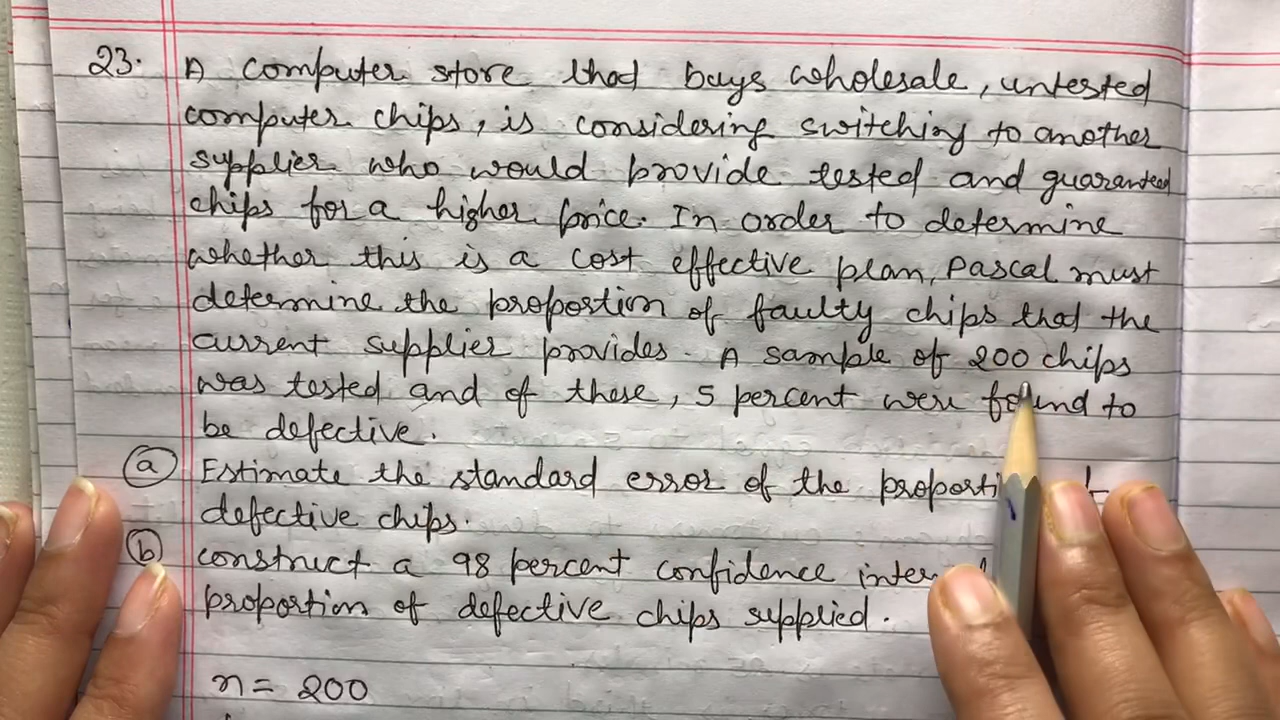 23. A computer store that buys wholesale, untested
computer chips, is considering switching to another
supplier who would provide tested and guaranteed
chips for a higher price. In order to determine
whether this is a cost effective plan, Pascal must
determine the proportion of faulty chips that the
current supplier provides. A sample of 200 chips
was tested and of these, 5 percent were found to
be defective.
(a) Estimate the standard error of the
defective chips.
(b) construct a 98 percent confidence
proportion of defective chips supplied.
n = 200